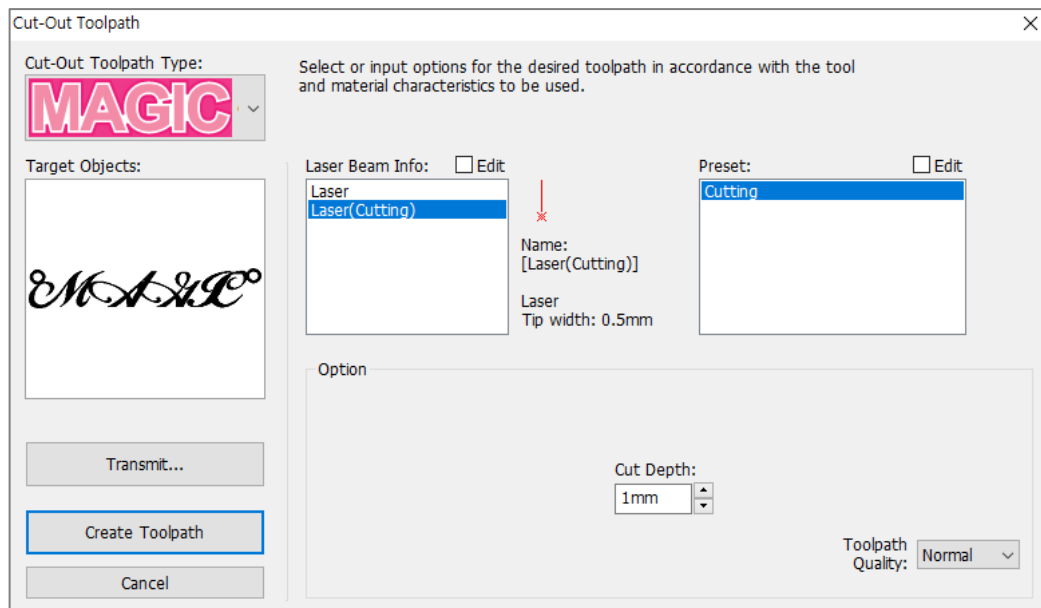 Cut-Out Toolpath
Cut-Out Toolpath Type:
MAGIC
Select or input options for the desired toolpath in accordance with the tool
and material characteristics to be used.
Target Objects:
MAGIC
Laser Beam Info:
Edit
Laser
Laser(Cutting)
Name:
[Laser(Cutting)]
Laser
Tip width: 0.5mm
Preset:
Edit
Cutting
Option
Cut Depth:
1mm
Toolpath
Quality:
Normal
Transmit...
Create Toolpath
Cancel